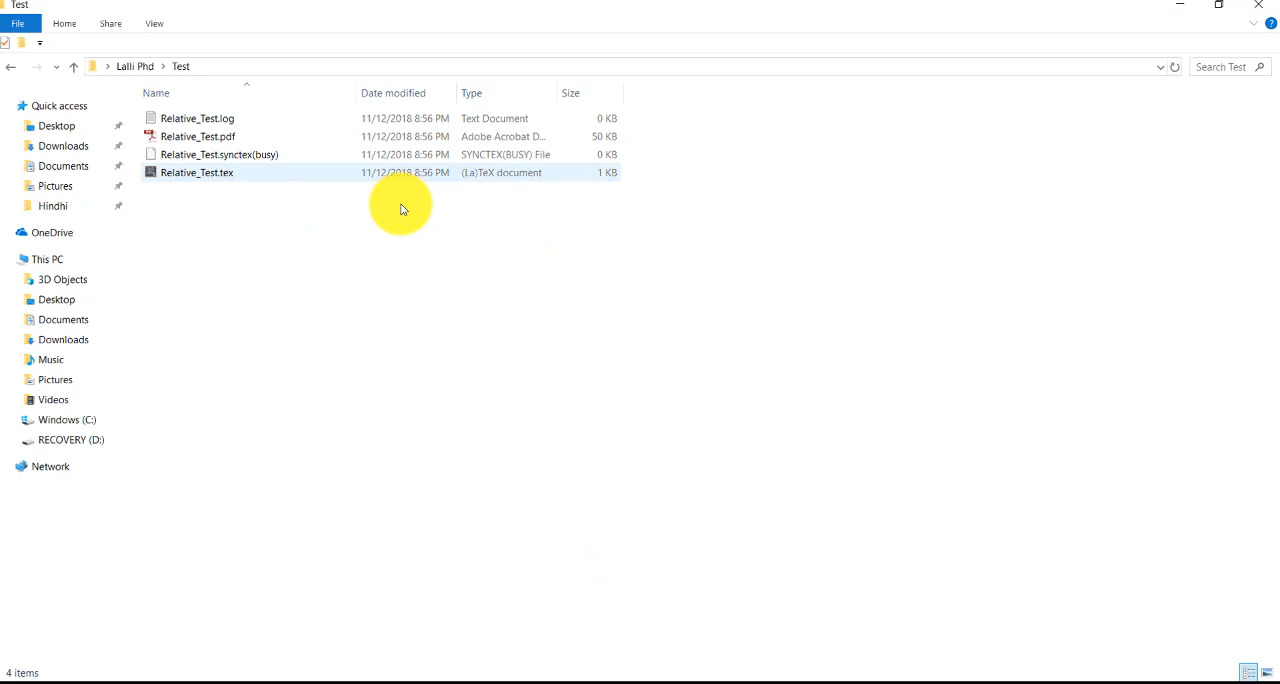 Test
File Home Share View
Lalli Phd > Test
Search Test
Name Date modified Type Size
Relative_Test.log 11/12/2018 8:56 PM Text Document 0 KB
Relative_Test.pdf 11/12/2018 8:56 PM Adobe Acrobat D... 50 KB
Relative_Test.synctex(busy) 11/12/2018 8:56 PM SYNCTEX(BUSY) File 0 KB
Relative_Test.tex 11/12/2018 8:56 PM (La)TeX document 1 KB
Quick access
Desktop
Downloads
Documents
Pictures
Hindhi
OneDrive
This PC
3D Objects
Desktop
Documents
Downloads
Music
Pictures
Videos
Windows (C:)
RECOVERY (D:)
Network
4 items